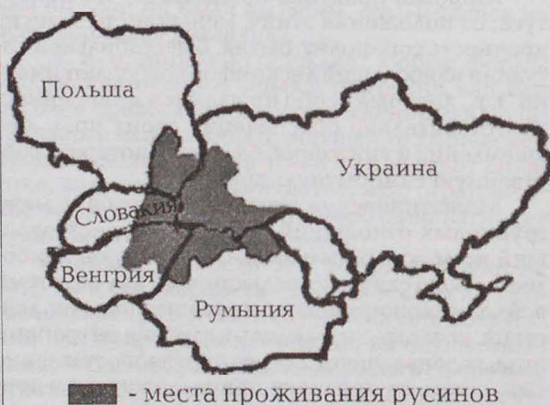 Польша
Украина
Словакия
Венгрия
Румыния
- места проживания русинов